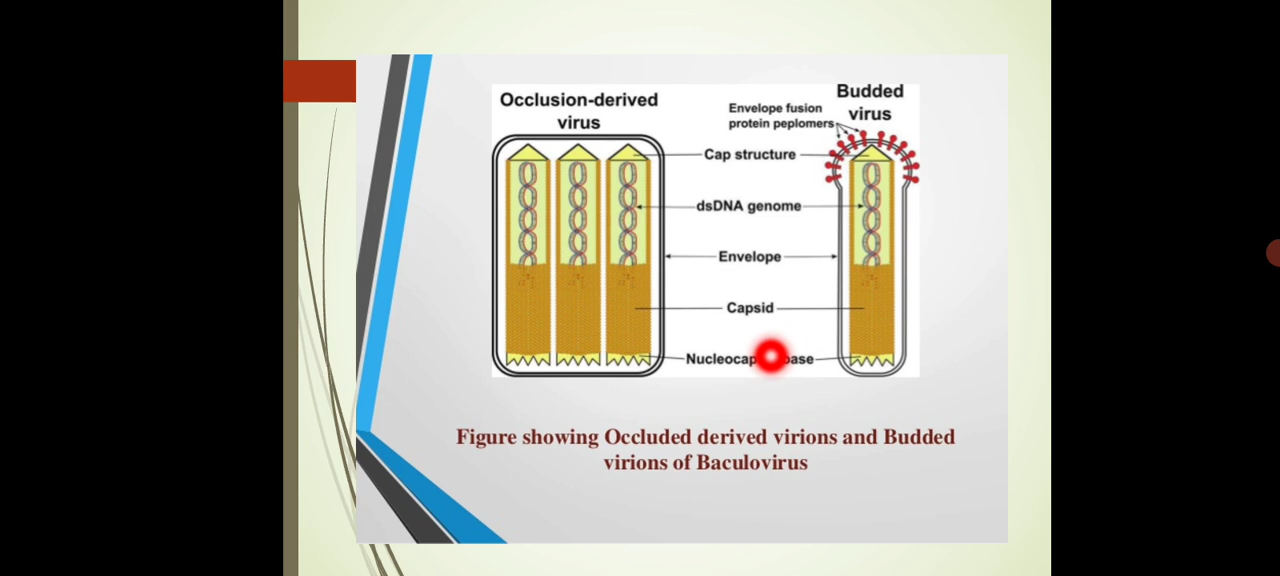 Occlusion-derived
virus
Budded
virus
Envelope fusion
protein peplomers
Cap structure
dsDNA genome
Envelope
Capsid
Figure showing Occluded derived virions and Budded
virions of Baculovirus